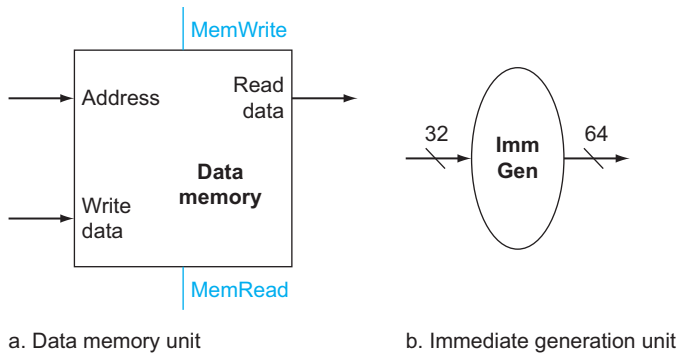 MemWrite
Address
Read
data
Data
memory
Write
data
MemRead
a. Data memory unit
32
Imm
Gen
64
b. Immediate generation unit